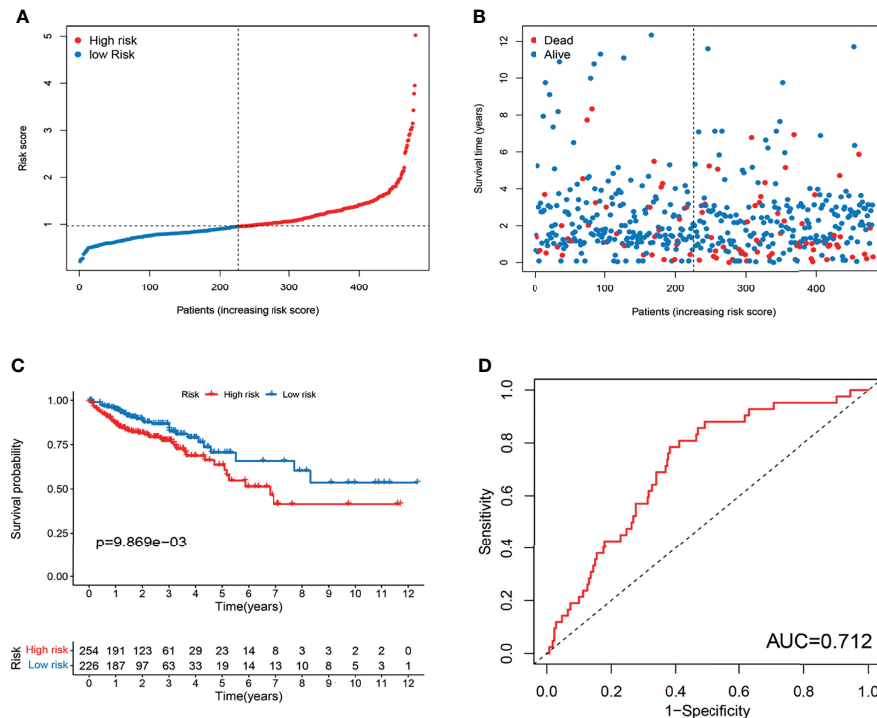 A
High risk
low Risk
5
4
3
2
1
Risk score
0
100
200
300
400
Patients (increasing risk score)
B
Dead
Alive
12
10
8
6
4
2
0
Survival time (years)
0
100
200
300
400
Patients (increasing risk score)
C
Risk High risk Low risk
1.00
0.75
0.50
0.25
0.00
Survival probability
p=9.869e-03
0 1 2 3 4 5 6 7 8 9 10 11 12
Time(years)
Risk
High risk 254 191 123 61 29 23 14 8 3 3 2 2 0
Low risk 226 187 97 63 33 19 14 13 10 8 5 3 1
0 1 2 3 4 5 6 7 8 9 10 11 12
Time(years)
D
1.0
0.8
0.6
0.4
0.2
0.0
Sensitivity
AUC=0.712
0.0 0.2 0.4 0.6 0.8 1.0
1-Specificity